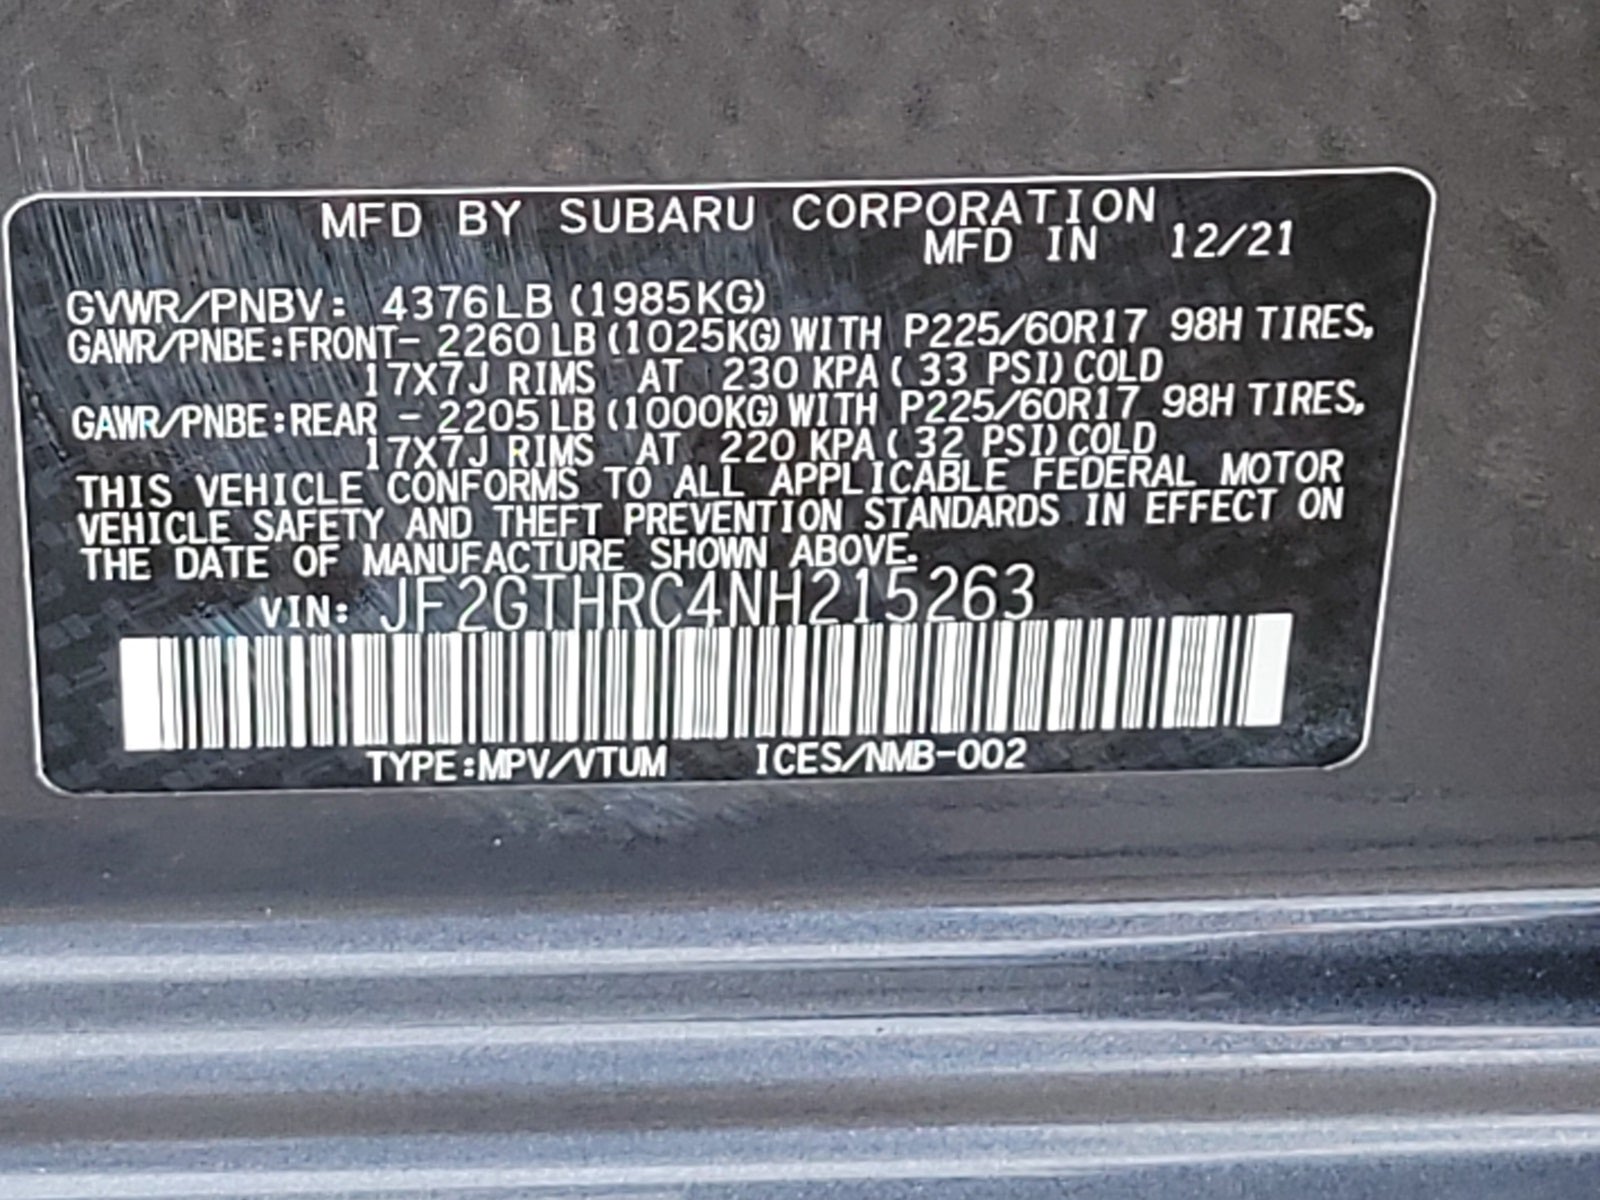 MFD BY SUBARU CORPORATION
MFD IN 12/21
GVWR/PNBV: 4376LB (1985KG)
GAWR/PNBE:FRONT- 2260 LB (1025KG) WITH P225/60R17 98H TIRES,
17X7J RIMS AT 230 KPA ( 33 PSI) COLD
GAWR/PNBE:REAR - 2205 LB (1000KG) WITH P225/60R17 98H TIRES,
17X7J RIMS AT 220 KPA ( 32 PSI) COLD
THIS VEHICLE CONFORMS TO ALL APPLICABLE FEDERAL MOTOR
VEHICLE SAFETY AND THEFT PREVENTION STANDARDS IN EFFECT ON
THE DATE OF MANUFACTURE SHOWN ABOVE.
VIN: JF2GTHRC4NH215263
TYPE:MPV/VTUM ICES/NMB-002